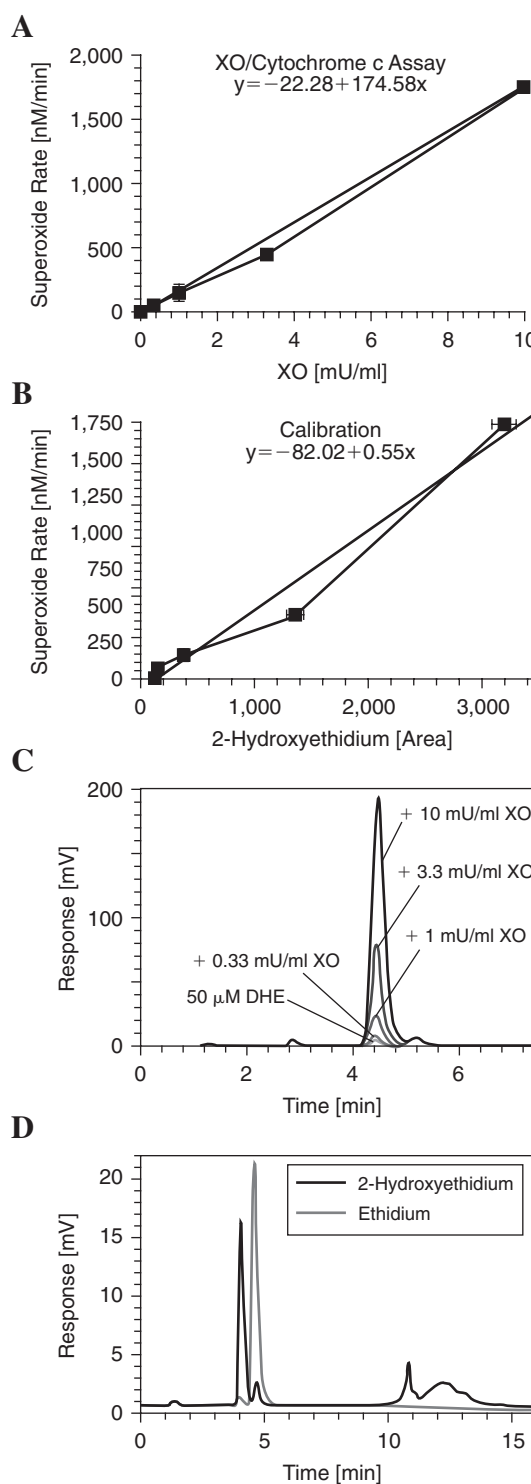 A
XO/Cytochrome c Assay
y=−22.28+174.58x
Superoxide Rate [nM/min]
2,000
1,500
1,000
500
0
0 2 4 6 8 10
XO [mU/ml]
B
Calibration
y=−82.02+0.55x
Superoxide Rate [nM/min]
1,750
1,500
1,250
1,000
750
500
250
0
0 1,000 2,000 3,000
2-Hydroxyethidium [Area]
C
Response [mV]
200
100
0
+ 10 mU/ml XO
+ 3.3 mU/ml XO
+ 1 mU/ml XO
+ 0.33 mU/ml XO
50 μM DHE
0 2 4 6
Time [min]
D
Response [mV]
20
15
10
5
0
2-Hydroxyethidium
Ethidium
0 5 10 15
Time [min]